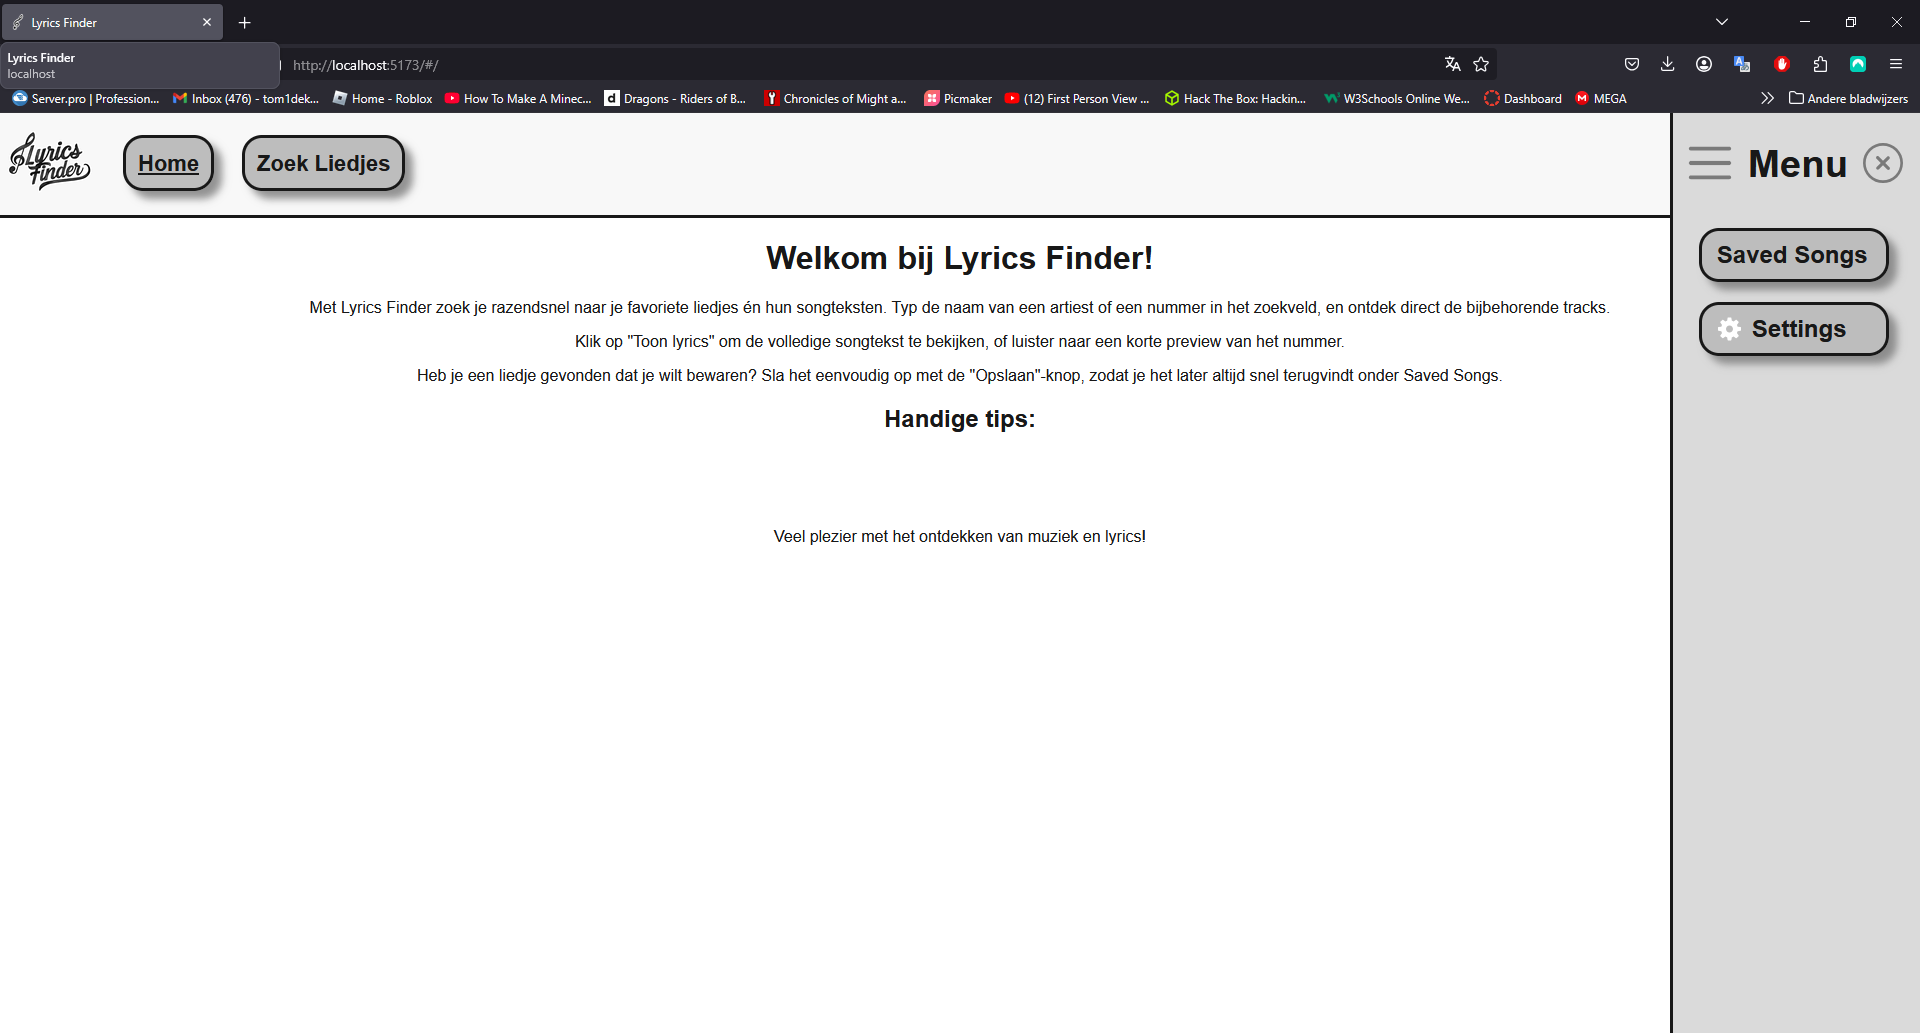 Lyrics Finder
Lyrics Finder
localhost
http://localhost:5173/#/
Server.pro | Profession...
Inbox (476) - tom1dek...
Home - Roblox
How To Make A Minec...
Dragons - Riders of B...
Chronicles of Might a...
Picmaker
(12) First Person View ...
Hack The Box: Hackin...
W3Schools Online We...
Dashboard
MEGA
Andere bladwijzers
Lyrics
Finder
Home
Zoek Liedjes
Menu
Saved Songs
Settings
Welkom bij Lyrics Finder!
Met Lyrics Finder zoek je razendsnel naar je favoriete liedjes én hun songteksten. Typ de naam van een artiest of een nummer in het zoekveld, en ontdek direct de bijbehorende tracks.
Klik op "Toon lyrics" om de volledige songtekst te bekijken, of luister naar een korte preview van het nummer.
Heb je een liedje gevonden dat je wilt bewaren? Sla het eenvoudig op met de "Opslaan"-knop, zodat je het later altijd snel terugvindt onder Saved Songs.
Handige tips:
Veel plezier met het ontdekken van muziek en lyrics!